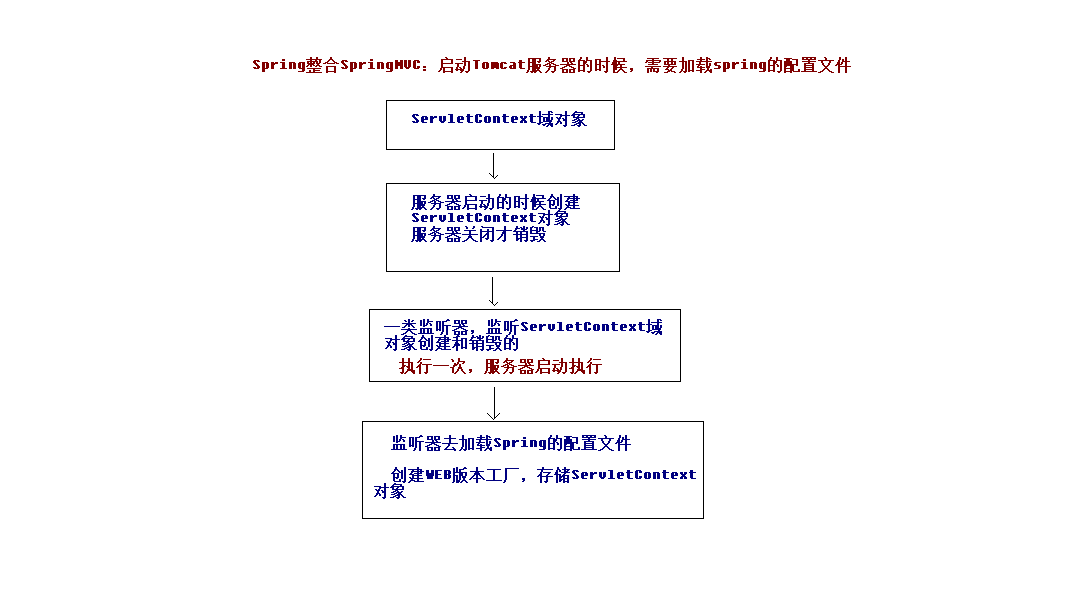 Spring整合SpringMVC：启动Tomcat服务器的时候，需要加载spring的配置文件
ServletContext域对象
服务器启动的时候创建
ServletContext对象
服务器关闭才销毁
一类监听器，监听ServletContext域
对象创建和销毁的
执行一次，服务器启动执行
监听器去加载Spring的配置文件
创建WEB版本工厂，存储ServletContext
对象